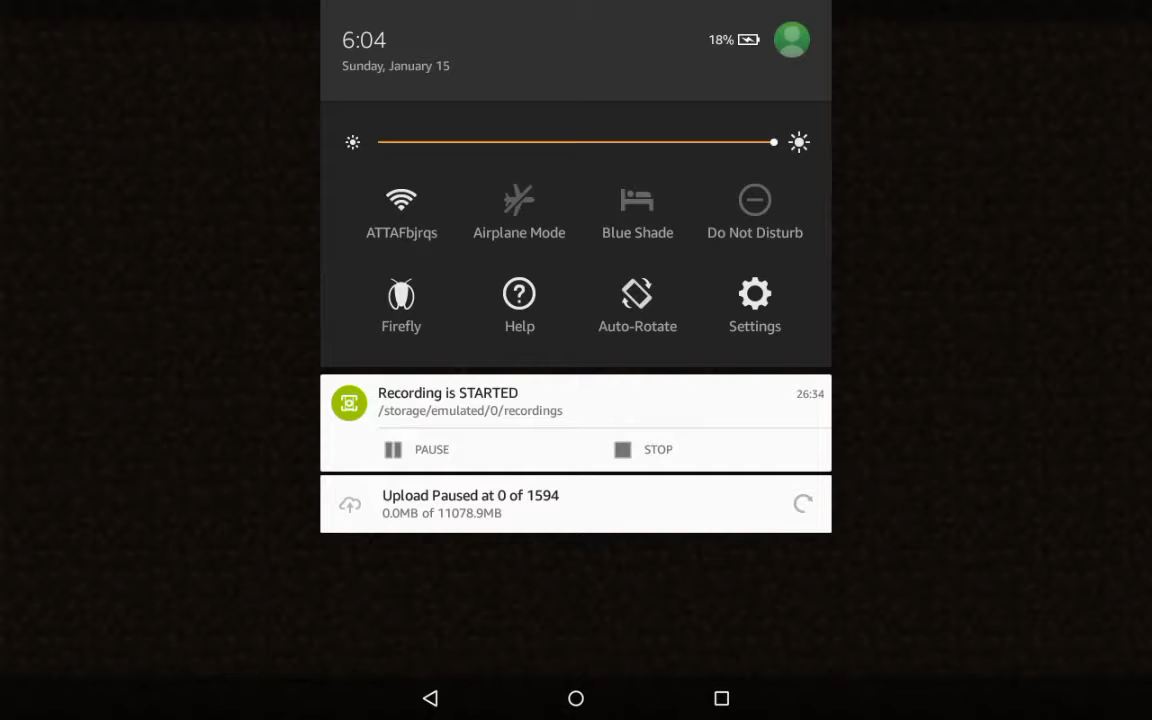 6:04
18%
Sunday, January 15
ATTAFbjrqs
Airplane Mode
Blue Shade
Do Not Disturb
Firefly
Help
Auto-Rotate
Settings
Recording is STARTED
26:34
/storage/emulated/0/recordings
PAUSE
STOP
Upload Paused at 0 of 1594
0.0MB of 11078.9MB